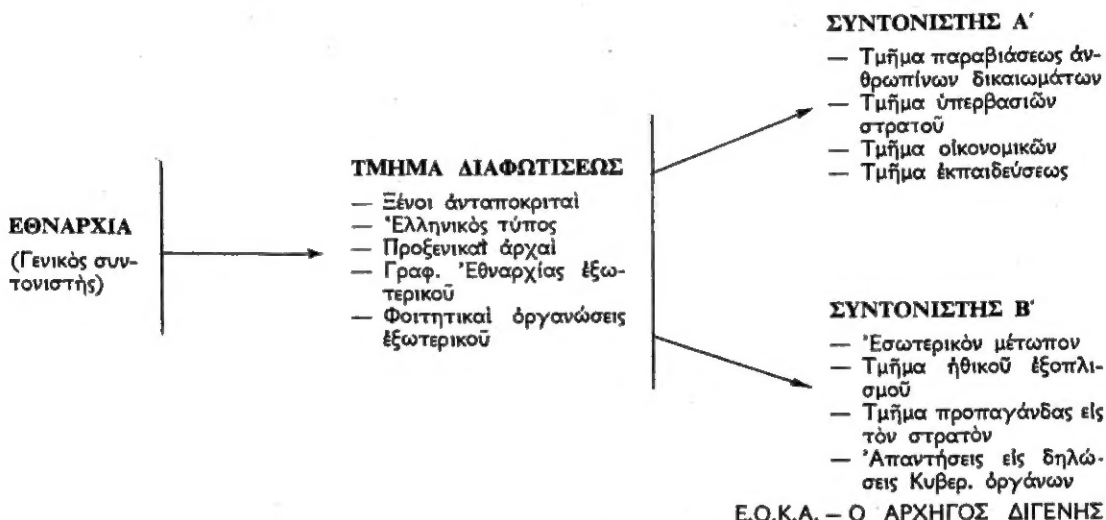 ΕΘΝΑΡΧΙΑ
(Γενικὸς συν-
τονιστὴς)
ΤΜΗΜΑ ΔΙΑΦΩΤΙΣΕΩΣ
— Ξένοι ἀνταποκριταὶ
— Ἑλληνικὸς τύπος
— Προξενικαὶ ἀρχαὶ
— Γραφ. Ἐθναρχίας ἐξω-
τερικοῦ
— Φοιτητικαὶ ὀργανώσεις
ἐξωτερικοῦ
ΣΥΝΤΟΝΙΣΤΗΣ Α'
— Τμῆμα παραβιάσεως ἀν-
θρωπίνων δικαιωμάτων
— Τμῆμα ὑπερβασιῶν
στρατοῦ
— Τμῆμα οἰκονομικῶν
— Τμῆμα ἐκπαιδεύσεως
ΣΥΝΤΟΝΙΣΤΗΣ Β'
— Ἐσωτερικὸν μέτωπον
— Τμῆμα ἠθικοῦ ἐξοπλι-
σμοῦ
— Τμῆμα προπαγάνδας εἰς
τὸν στρατὸν
— Ἀπαντήσεις εἰς δηλώ-
σεις Κυβερ. ὀργάνων
Ε.Ο.Κ.Α. – Ο ΑΡΧΗΓΟΣ ΔΙΓΕΝΗΣ